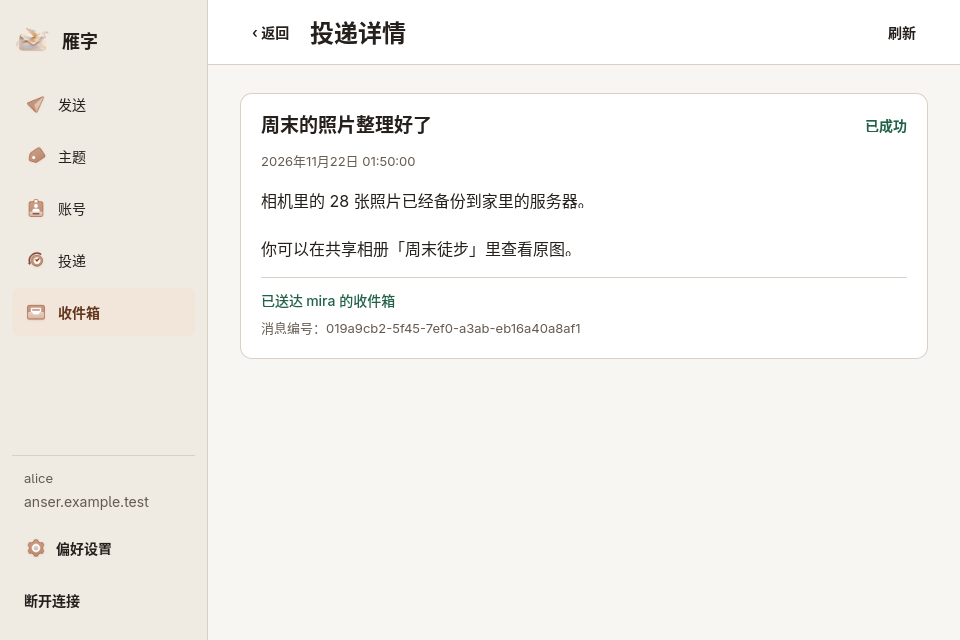 雁字
发送
主题
账号
投递
收件箱
alice
anser.example.test
偏好设置
断开连接
‹ 返回
投递详情
刷新
周末的照片整理好了
已成功
2026年11月22日 01:50:00
相机里的 28 张照片已经备份到家里的服务器。
你可以在共享相册「周末徒步」里查看原图。
已送达 mira 的收件箱
消息编号：019a9cb2-5f45-7ef0-a3ab-eb16a40a8af1